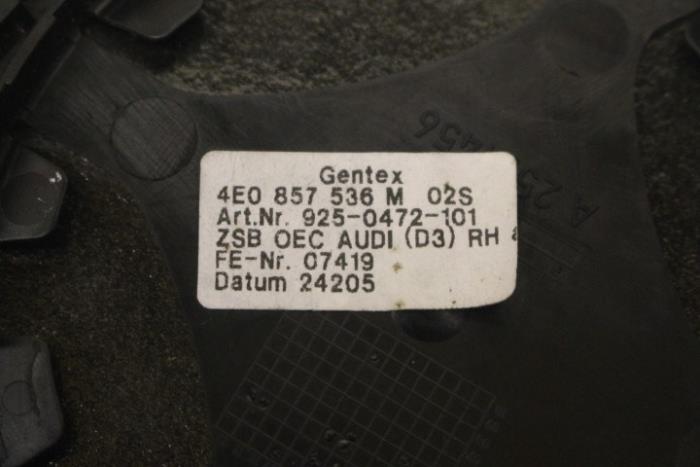 Gentex
4E0 857 536 M 02S
Art.Nr. 925-0472-101
ZSB OEC AUDI (D3) RH
FE-Nr. 07419
Datum 24205